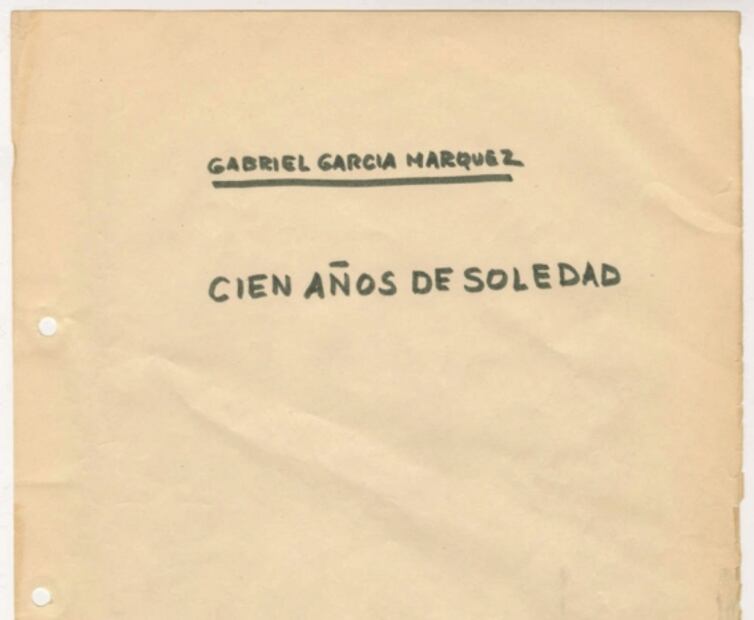 GABRIEL GARCIA MARQUEZ
CIEN AÑOS DE SOLEDAD